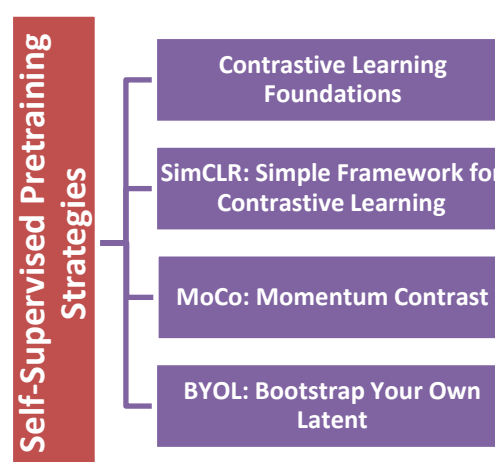 Self-Supervised Pretraining
Strategies
Contrastive Learning
Foundations
SimCLR: Simple Framework for
Contrastive Learning
MoCo: Momentum Contrast
BYOL: Bootstrap Your Own
Latent